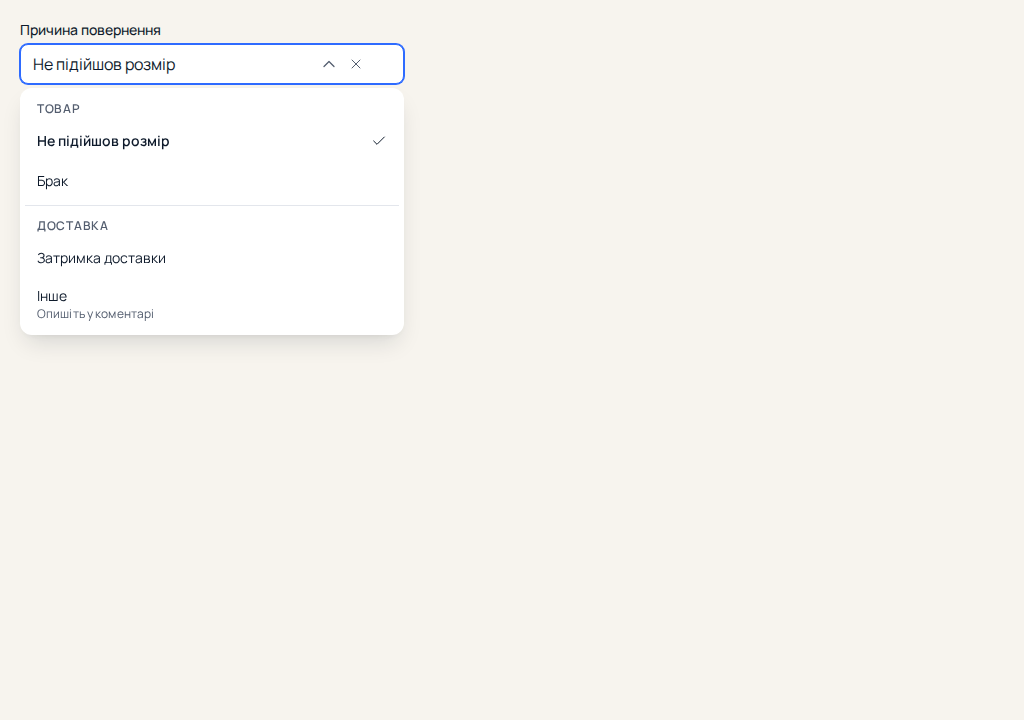 Причина повернення
Не підійшов розмір
ТОВАР
Не підійшов розмір
Брак
ДОСТАВКА
Затримка доставки
Інше
Опишіть у коментарі